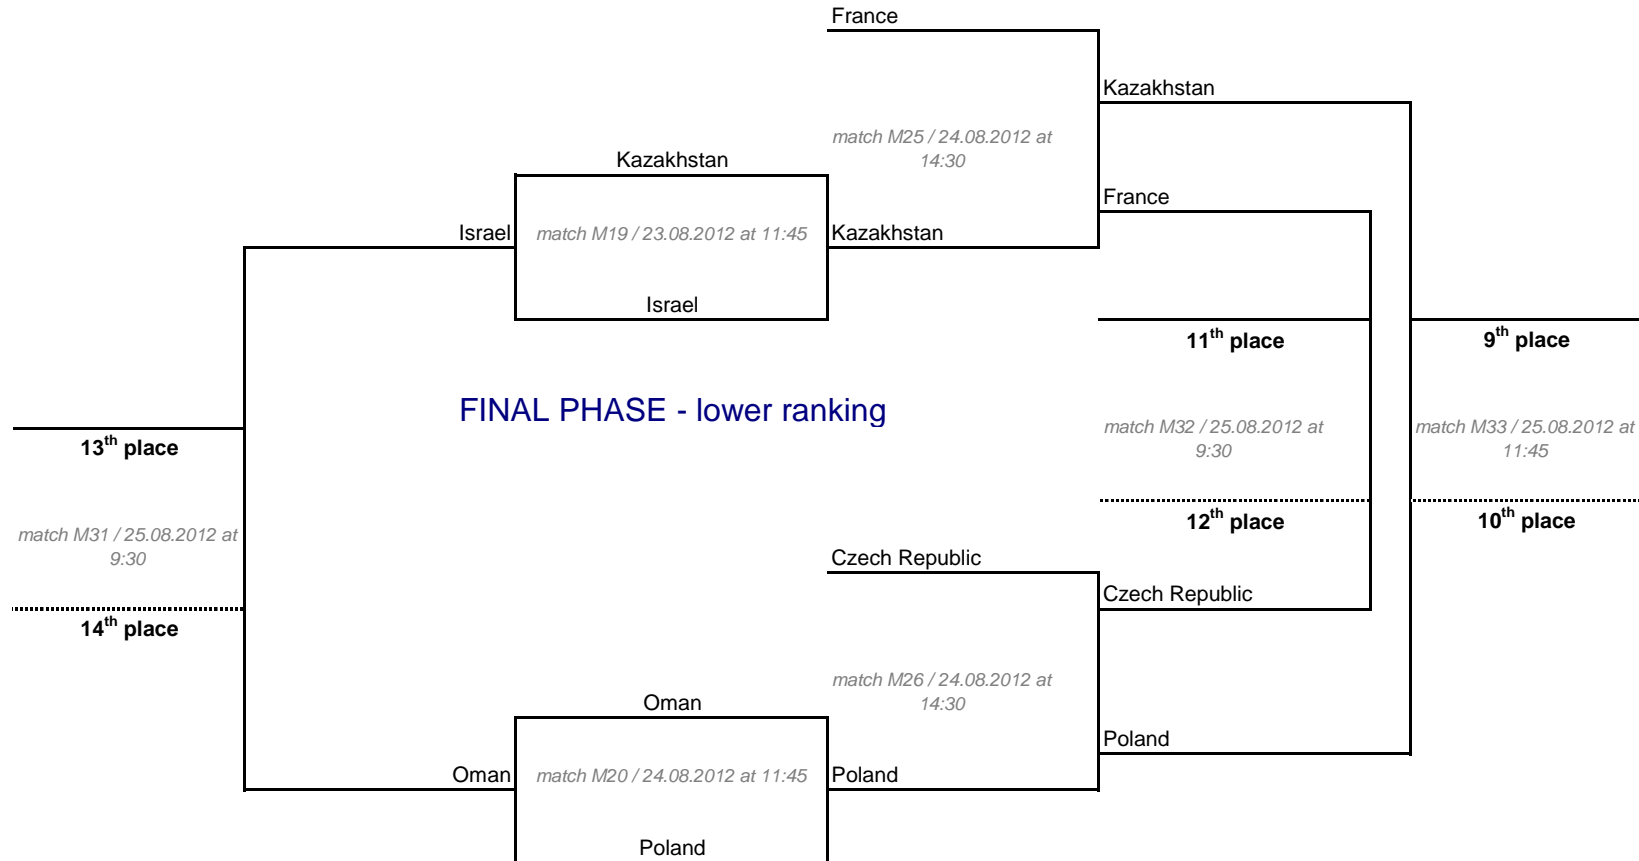 France
Kazakhstan
match M25 / 24.08.2012 at
14:30
Kazakhstan
France
Israel
match M19 / 23.08.2012 at 11:45
Kazakhstan
Israel
11th place
9th place
FINAL PHASE - lower ranking
13th place
match M32 / 25.08.2012 at
9:30
match M33 / 25.08.2012 at
11:45
12th place
10th place
match M31 / 25.08.2012 at
9:30
Czech Republic
Czech Republic
14th place
match M26 / 24.08.2012 at
14:30
Oman
Poland
Oman
match M20 / 24.08.2012 at 11:45
Poland
Poland